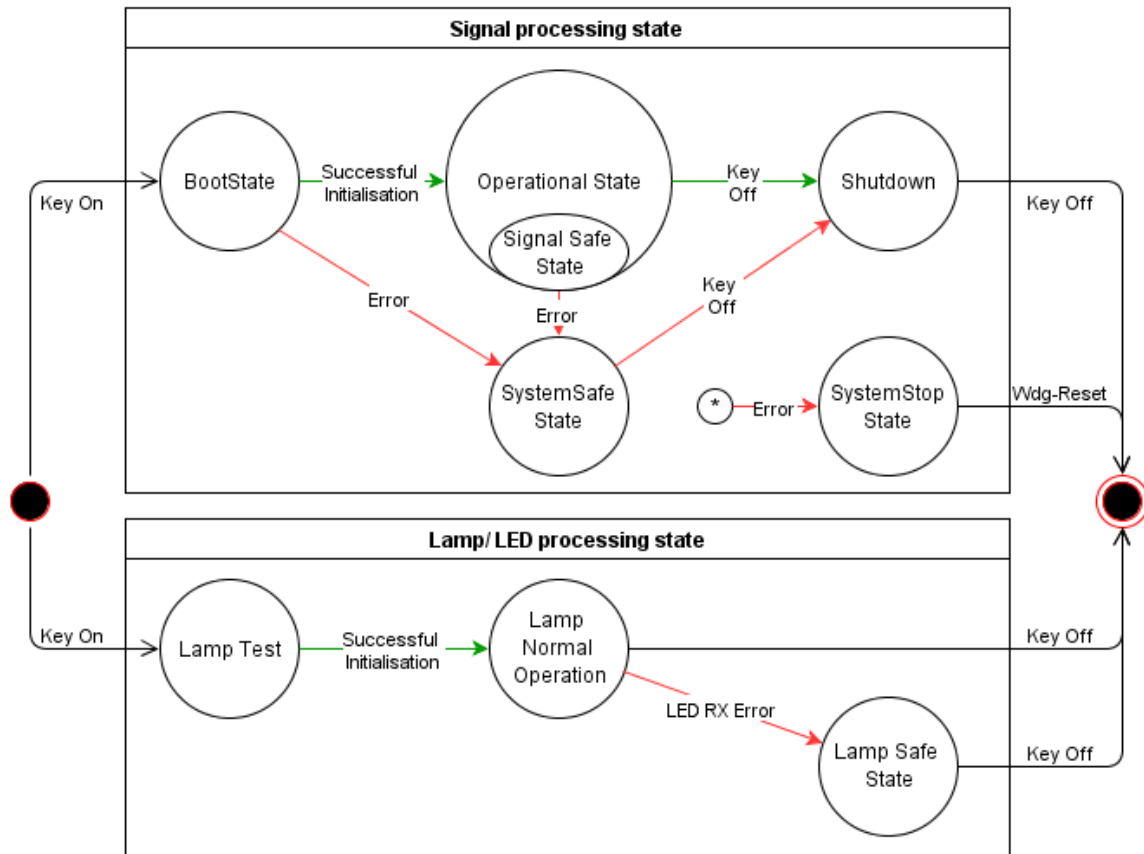 Signal processing state
BootState
Successful
Initialisation
Operational State
Key
Off
Shutdown
Key On
Key Off
Signal Safe
State
Error
Error
Key
Off
SystemSafe
State
*
Error
SystemStop
State
Wdg-Reset
Lamp/ LED processing state
Key On
Lamp Test
Successful
Initialisation
Lamp
Normal
Operation
Key Off
LED RX Error
Lamp Safe
State
Key Off